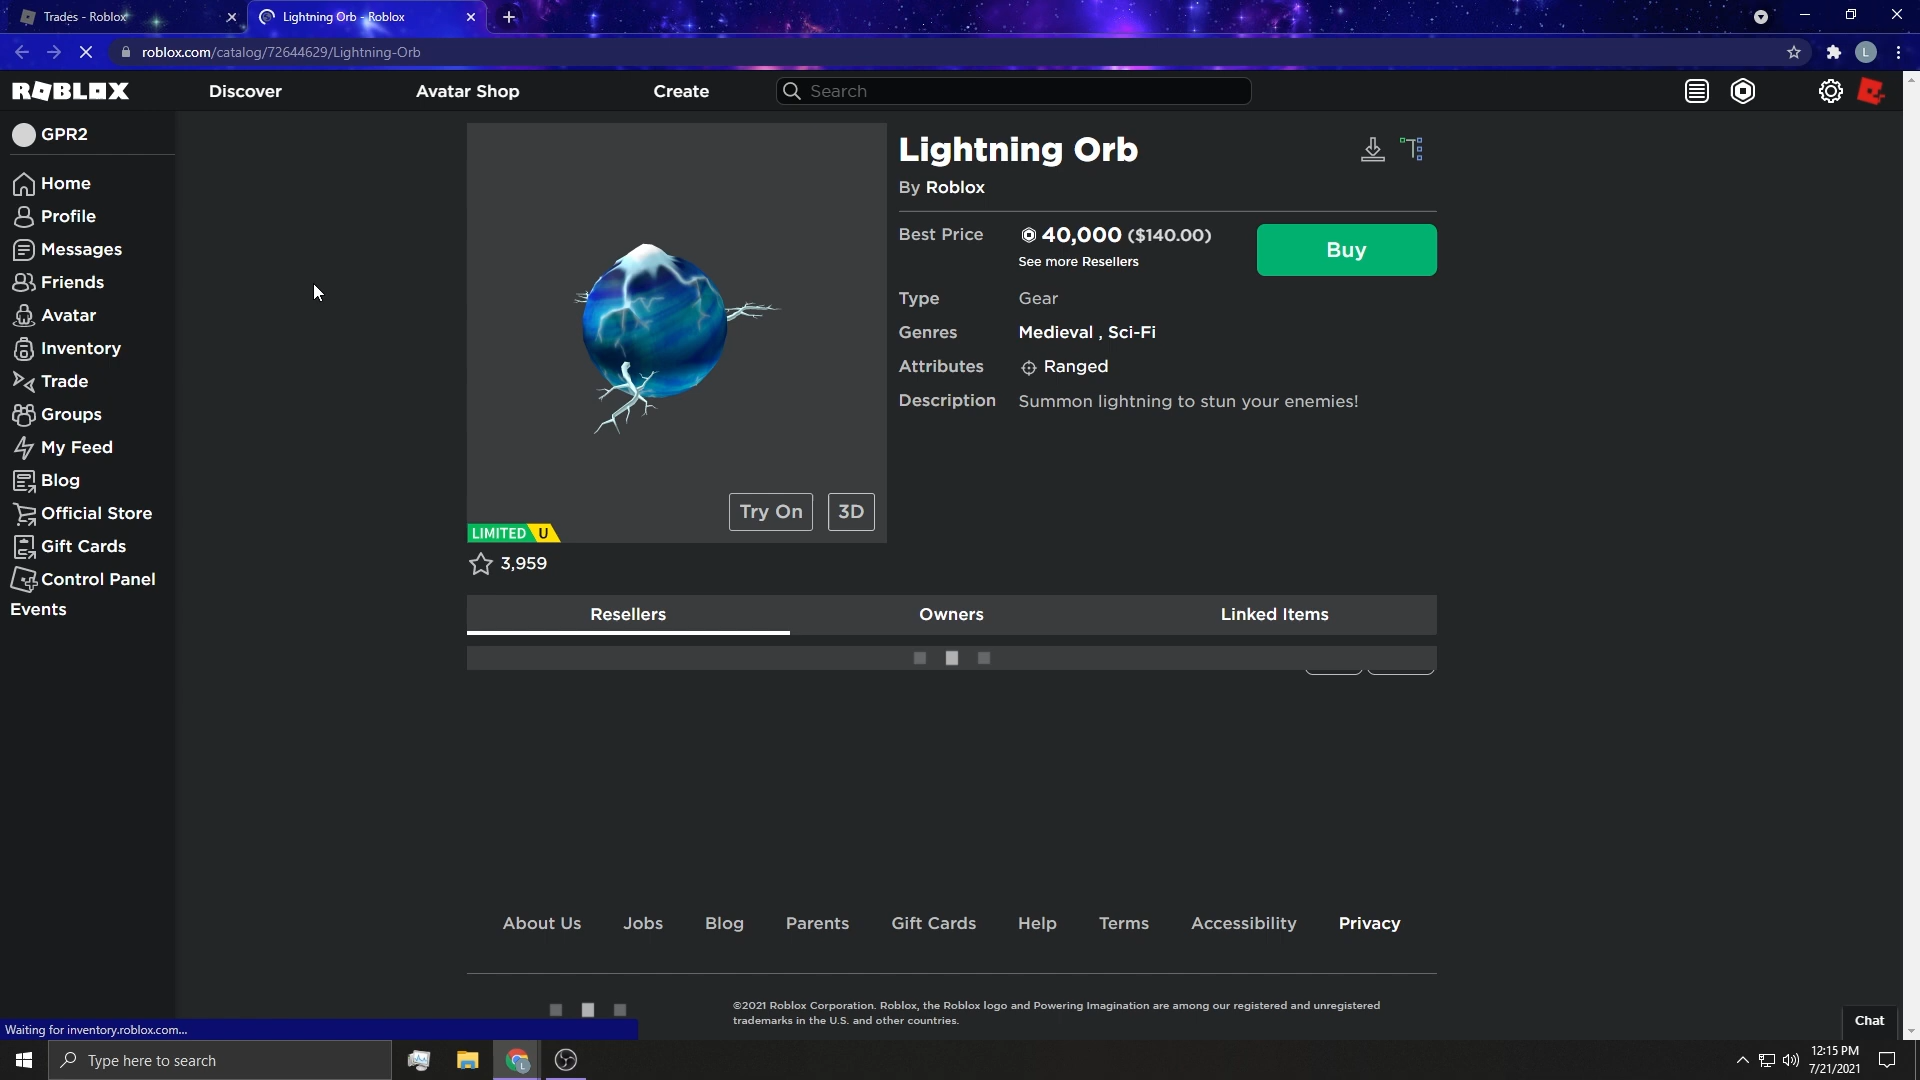 Trades - Roblox
Lightning Orb - Roblox
roblox.com/catalog/72644629/Lightning-Orb
L
ROBLOX
Discover
Avatar Shop
Create
Search
GPR2
Home
Profile
Messages
Friends
Avatar
Inventory
Trade
Groups
My Feed
Blog
Official Store
Gift Cards
Control Panel
Events
Try On
3D
LIMITED U
3,959
Lightning Orb
By Roblox
Best Price
40,000 ($140.00)
See more Resellers
Buy
Type
Gear
Genres
Medieval , Sci-Fi
Attributes
Ranged
Description
Summon lightning to stun your enemies!
Resellers
Owners
Linked Items
About Us
Jobs
Blog
Parents
Gift Cards
Help
Terms
Accessibility
Privacy
©2021 Roblox Corporation. Roblox, the Roblox logo and Powering Imagination are among our registered and unregistered
trademarks in the U.S. and other countries.
Chat
Waiting for inventory.roblox.com...
Type here to search
L
12:15 PM
7/21/2021